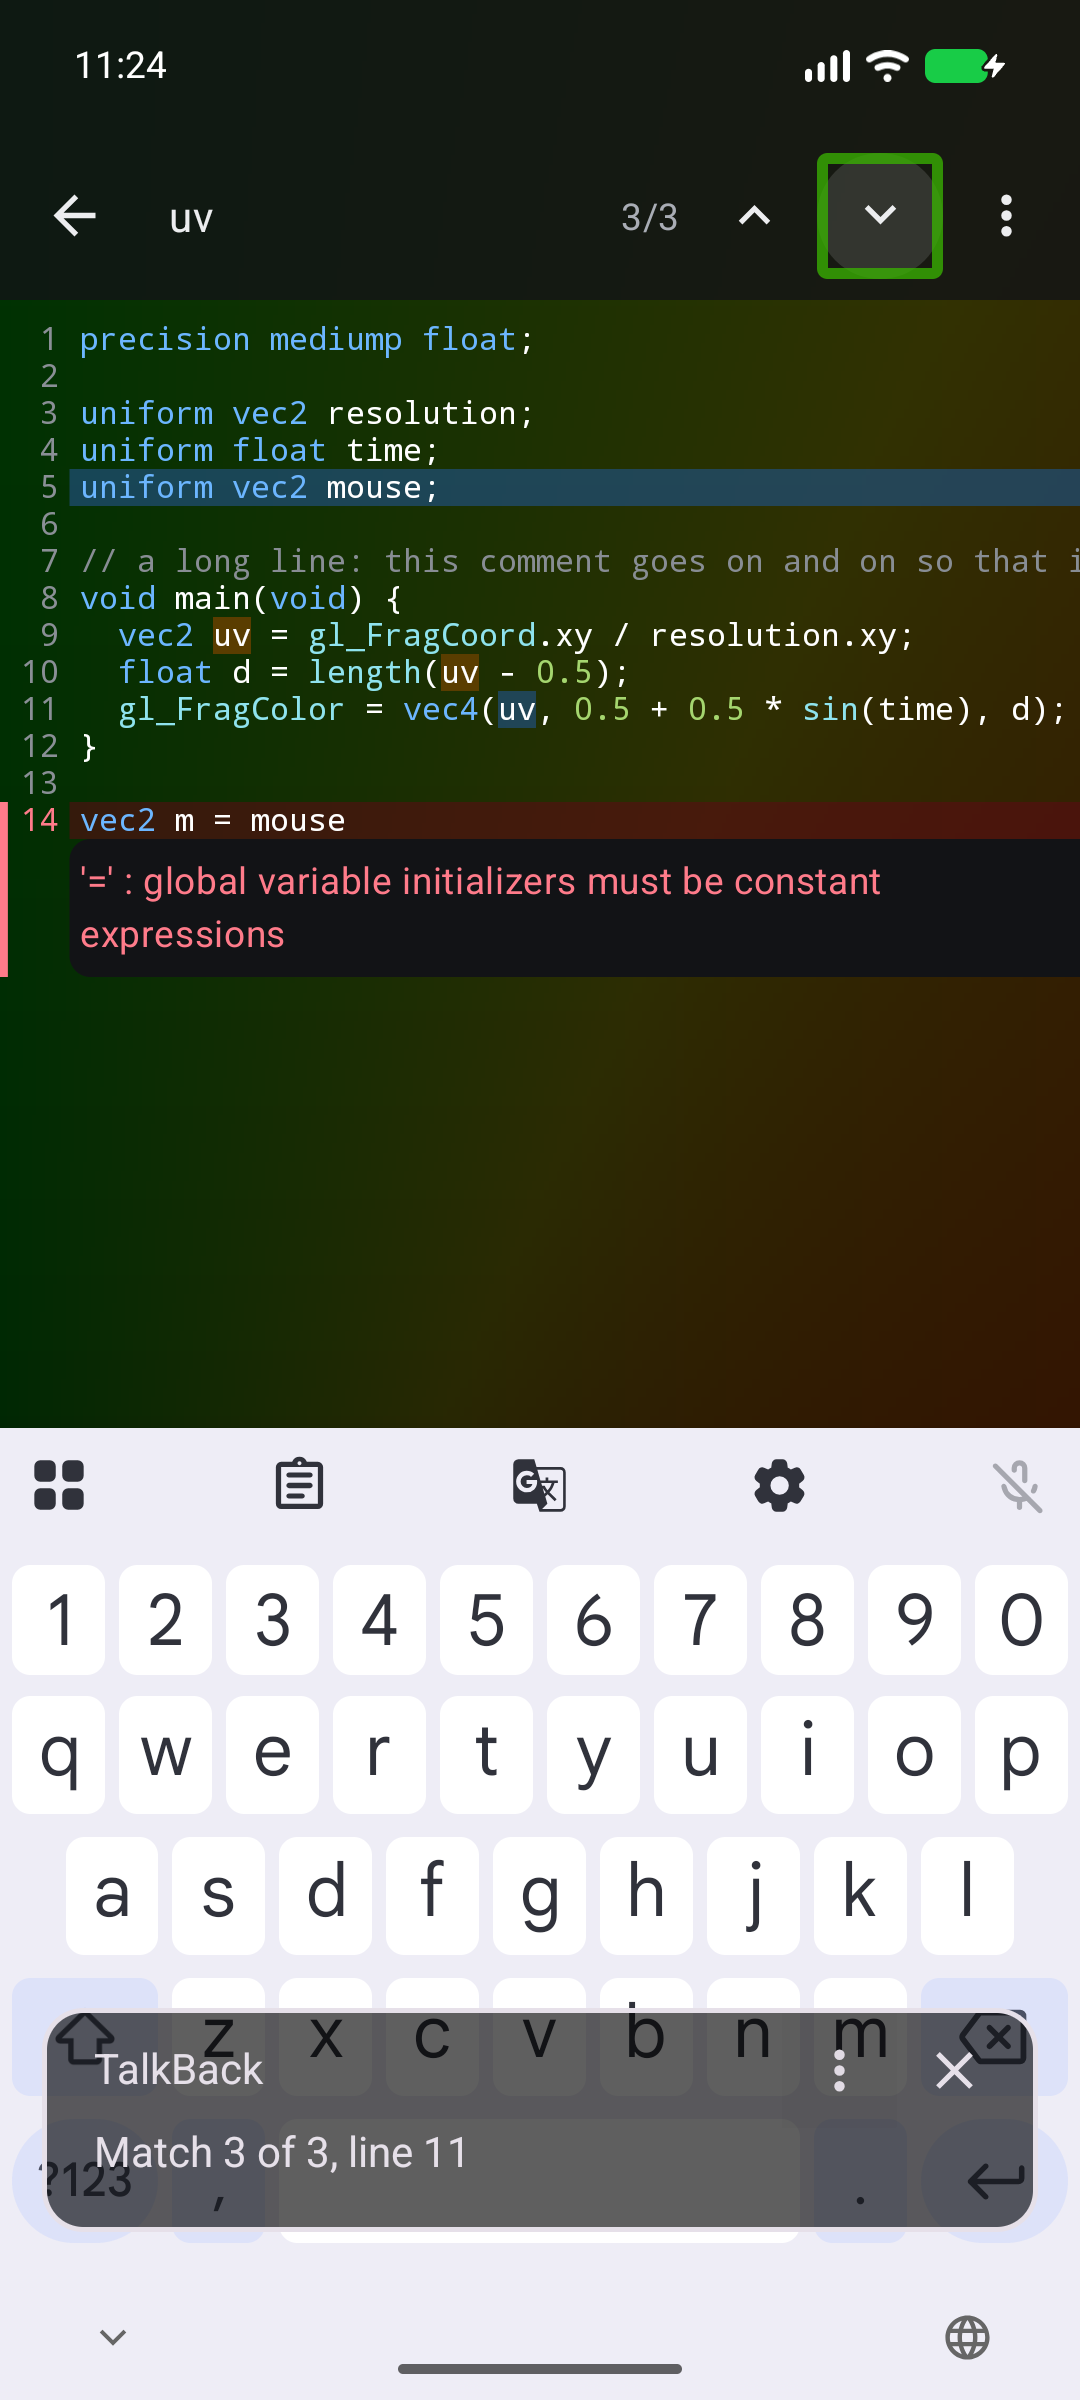 11:24
uv 3/3
1 precision mediump float;
2
3 uniform vec2 resolution;
4 uniform float time;
5 uniform vec2 mouse;
6
7 // a long line: this comment goes on and on so that i
8 void main(void) {
9 vec2 uv = gl_FragCoord.xy / resolution.xy;
10 float d = length(uv - 0.5);
11 gl_FragColor = vec4(uv, 0.5 + 0.5 * sin(time), d);
12 }
13
14 vec2 m = mouse
'=' : global variable initializers must be constant
expressions
1 2 3 4 5 6 7 8 9 0
q w e r t y u i o p
a s d f g h j k l
z x c v b n m
TalkBack
Match 3 of 3, line 11
?123 , .